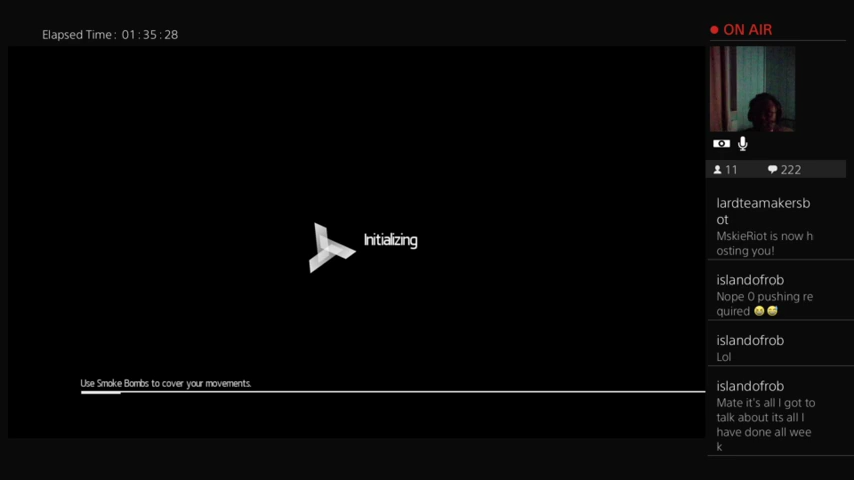 Elapsed Time: 01:35:28
ON AIR
11 222
lardteamakersb
ot
MskieRiot is now h
osting you!
islandofrob
Nope 0 pushing re
quired 😆😅
islandofrob
Lol
islandofrob
Mate it's all I got to
talk about its all I
have done all wee
k
Initializing
Use Smoke Bombs to cover your movements.